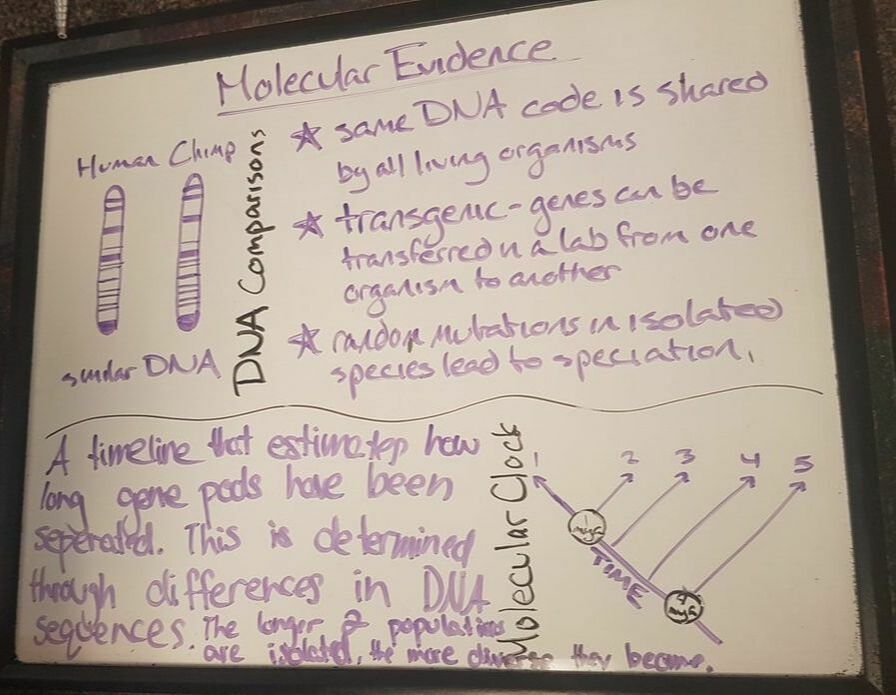 Molecular Evidence
Human Chimp
similar DNA
DNA Comparisons
☆ same DNA code is shared
by all living organisms
☆ transgenic - genes can be
transferred in a lab from one
organism to another
☆ random mutations in isolated
species lead to speciation.
A timeline that estimates how
long gene pools have been
seperated. This is determined
through differences in DNA
sequences. The longer 2 populations
are isolated, the more diverse they become.
Molecular Clock
1 2 3 4 5
mya
TIME
mya